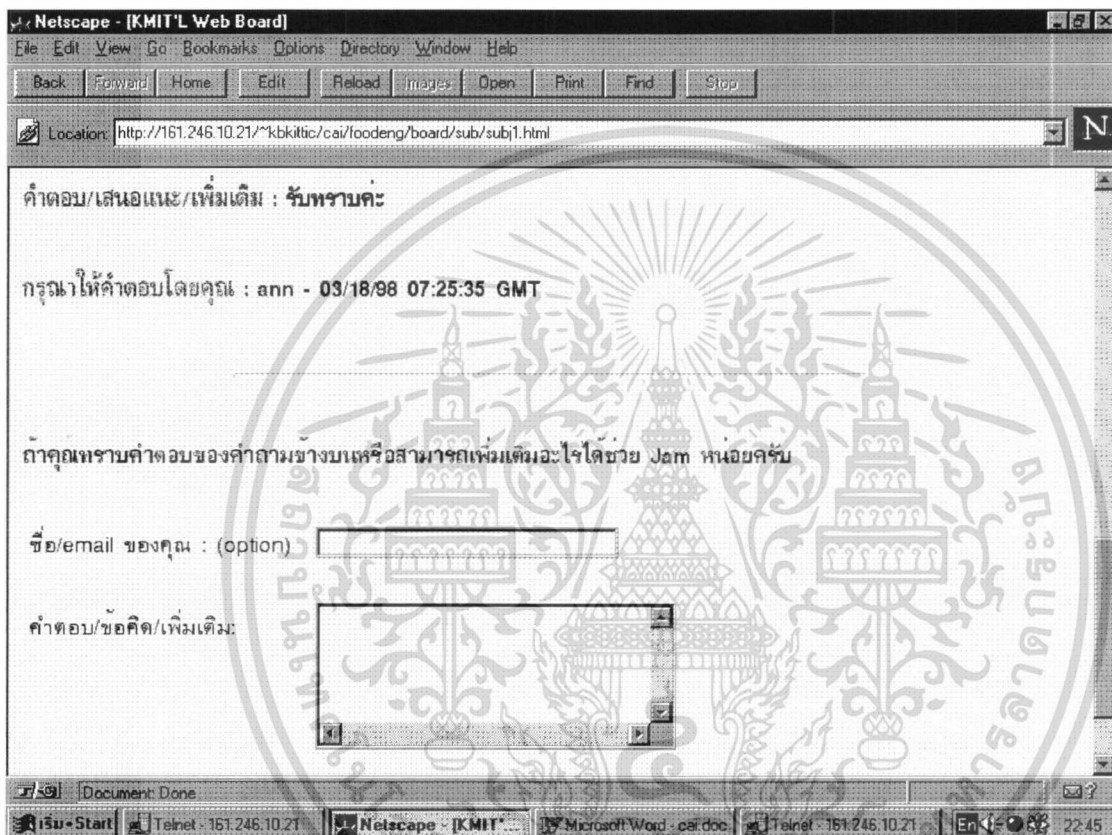 Netscape - [KMIT'L Web Board]
File Edit View Go Bookmarks Options Directory Window Help
Back Forward Home Edit Reload Images Open Print Find Stop
Location: http://161.246.10.21/~kbkittic/cai/foodeng/board/sub/subj1.html
N
คำตอบ/เสนอแนะ/เพิ่มเติม : รับทราบค่ะ
กรุณาให้คำตอบโดยคุณ : ann - 03/18/98 07:25:35 GMT
ถ้าคุณทราบคำตอบของคำถามข้างบนหรือสามารถเพิ่มเติมอะไรได้ช่วย Jam หน่อยครับ
ชื่อ/email ของคุณ : (option)
คำตอบ/ข้อคิด/เพิ่มเติม:
Document: Done
เริ่ม-Start Telnet - 161.246.10.21 Netscape - [KMIT'... Microsoft Word - cai.doc Telnet - 161.246.10.21 En 22:45